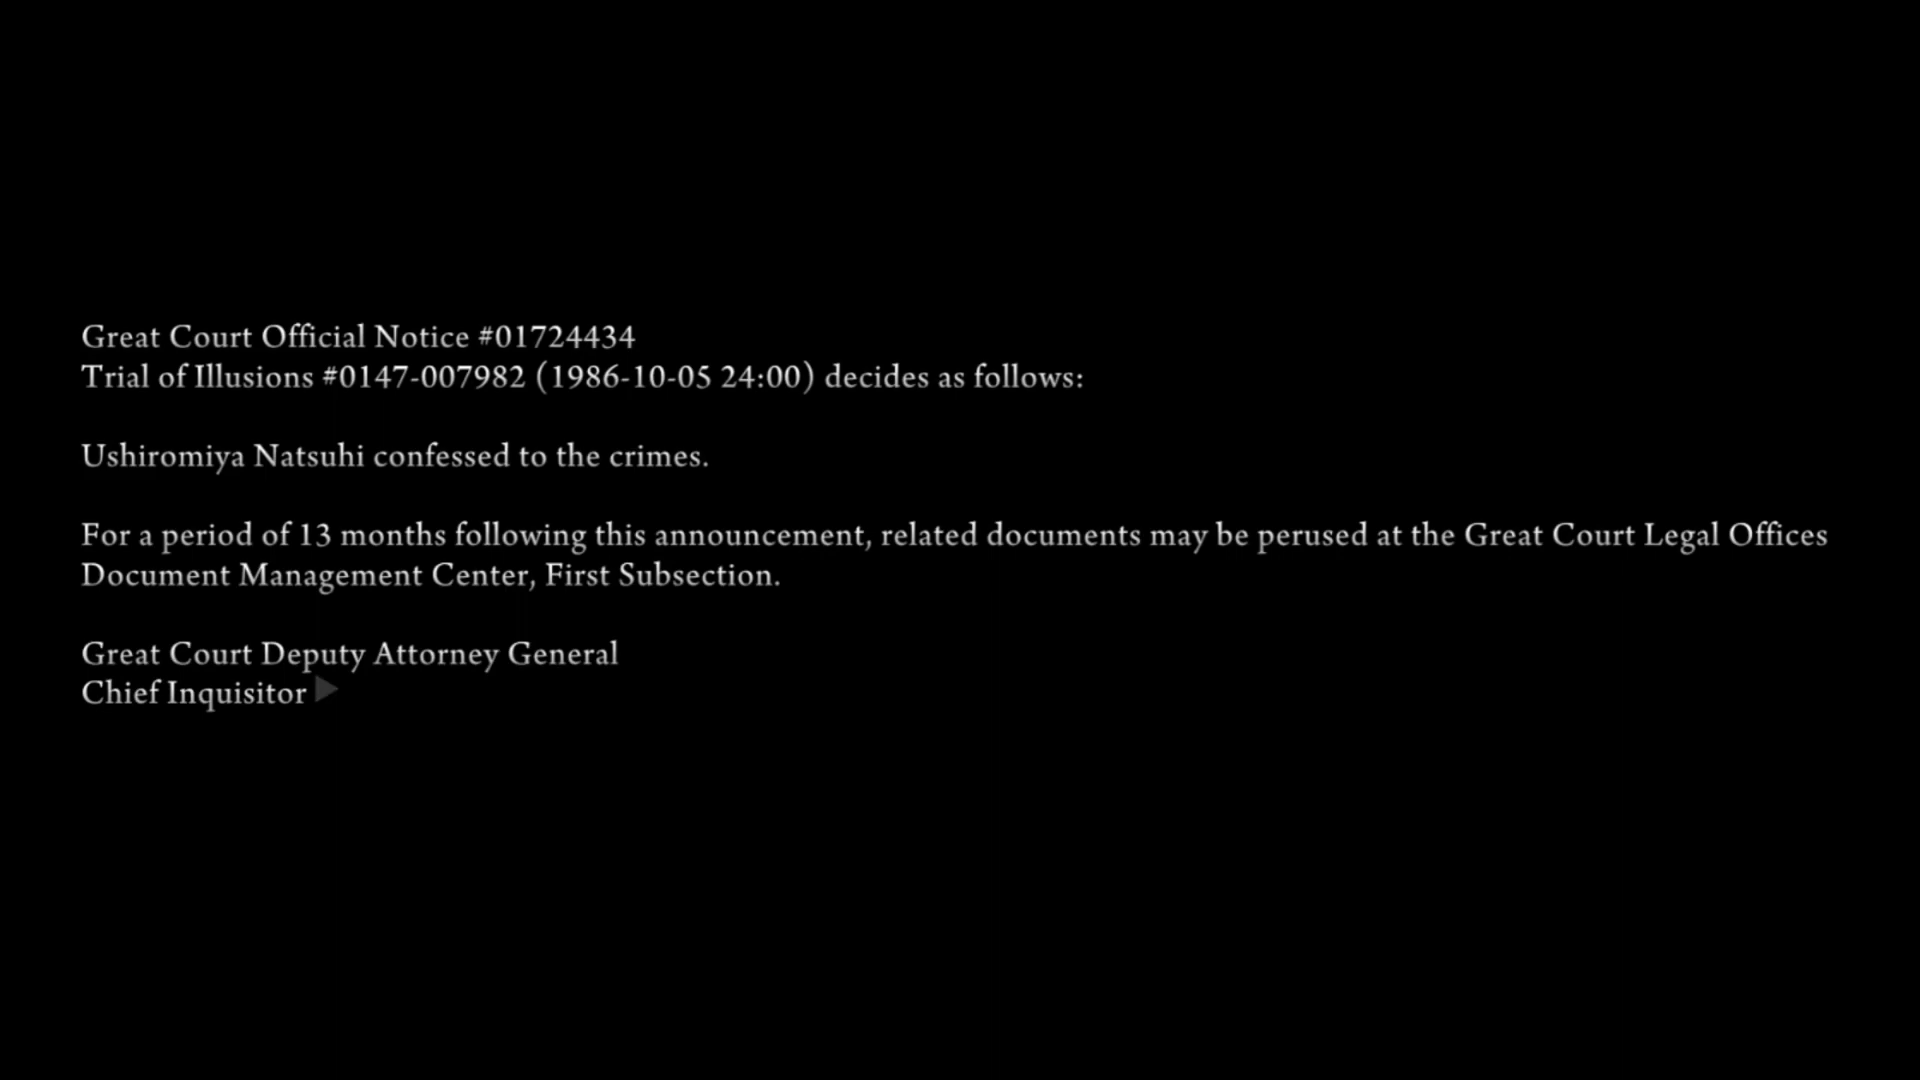 Great Court Official Notice #01724434
Trial of Illusions #0147-007982 (1986-10-05 24:00) decides as follows:
Ushiromiya Natsuhi confessed to the crimes.
For a period of 13 months following this announcement, related documents may be perused at the Great Court Legal Offices
Document Management Center, First Subsection.
Great Court Deputy Attorney General
Chief Inquisitor